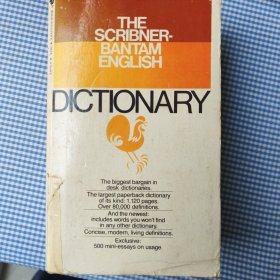 THE
SCRIBNER-
BANTAM
ENGLISH
DICTIONARY
The biggest bargain in
desk dictionaries.
The largest paperback dictionary
of its kind: 1,120 pages.
Over 80,000 definitions.
And the newest:
includes words you won't find
in any other dictionary.
Concise, modern, living definitions.
Exclusive:
500 mini-essays on usage.